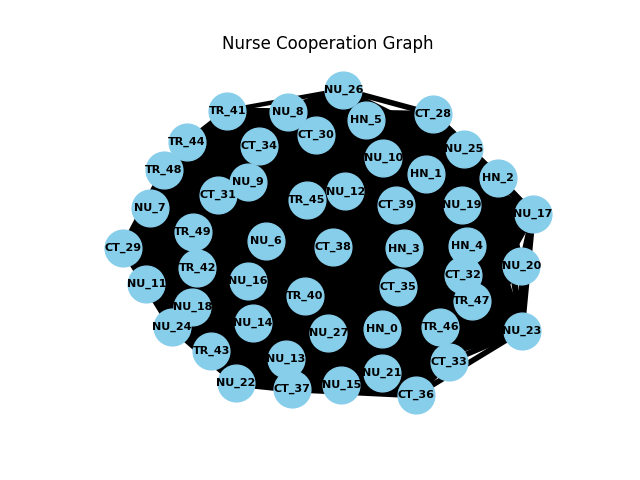 Nurse Cooperation Graph
NU_26
TR_41
NU_8
CT_28
HN_5
CT_30
TR_44
CT_34
NU_25
NU_10
TR_48
HN_1
HN_2
NU_9
NU_12
CT_31
TR_45
CT_39
NU_19
NU_7
NU_17
TR_49
NU_6
CT_38
HN_3
HN_4
CT_29
NU_20
TR_42
CT_32
NU_16
NU_11
CT_35
TR_40
TR_47
NU_18
NU_14
NU_24
TR_46
HN_0
NU_27
NU_23
TR_43
NU_13
CT_33
NU_21
NU_22
NU_15
CT_37
CT_36